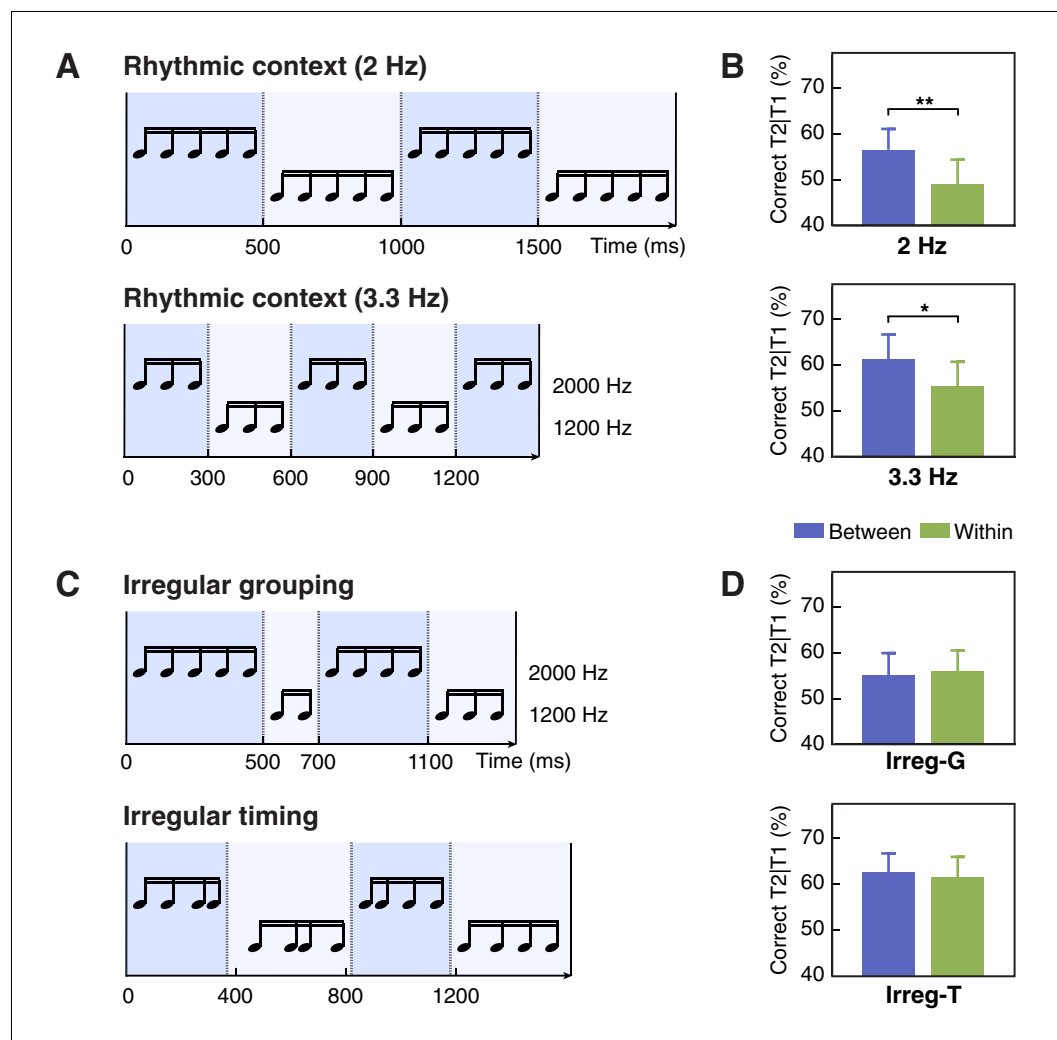 A Rhythmic context (2 Hz)
0 500 1000 1500 Time (ms)
Rhythmic context (3.3 Hz)
2000 Hz
1200 Hz
0 300 600 900 1200
B
Correct T2|T1 (%)
70
60
50
40
**
2 Hz
Correct T2|T1 (%)
70
60
50
40
*
3.3 Hz
Between Within
C Irregular grouping
2000 Hz
1200 Hz
0 500 700 1100 Time (ms)
Irregular timing
0 400 800 1200
D
Correct T2|T1 (%)
70
60
50
40
Irreg-G
Correct T2|T1 (%)
70
60
50
40
Irreg-T